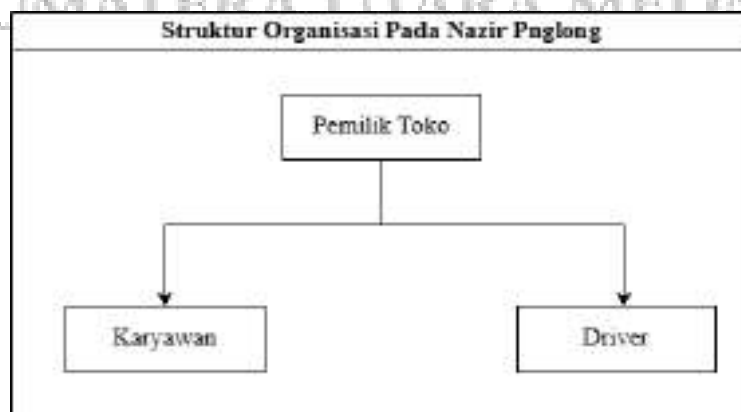 Struktur Organisasi Pada Nazir Pnglong
Pemilik Toko
Karyawan
Driver